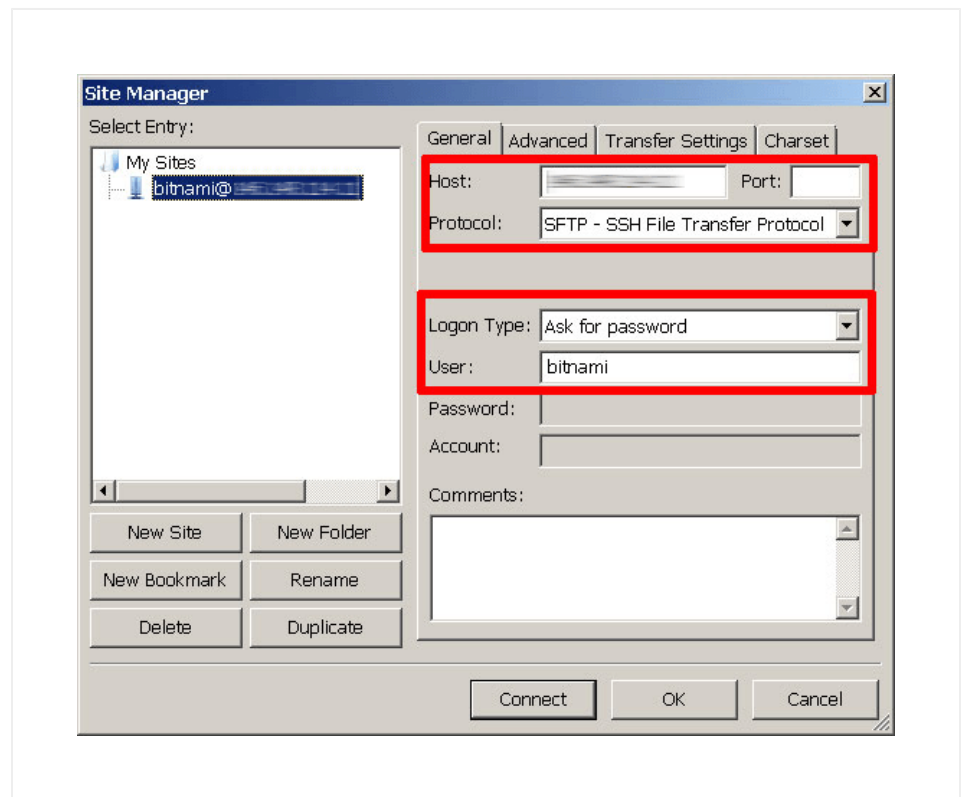 Site Manager
Select Entry:
My Sites
bitnami@
General Advanced Transfer Settings Charset
Host: Port:
Protocol: SFTP - SSH File Transfer Protocol
Logon Type: Ask for password
User: bitnami
Password:
Account:
Comments:
New Site New Folder
New Bookmark Rename
Delete Duplicate
Connect OK Cancel